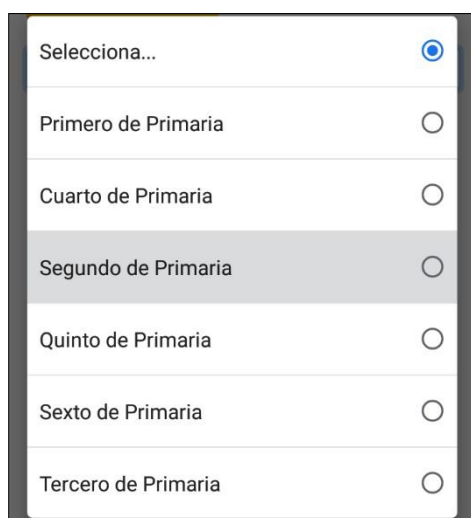 Selecciona...
Primero de Primaria
Cuarto de Primaria
Segundo de Primaria
Quinto de Primaria
Sexto de Primaria
Tercero de Primaria